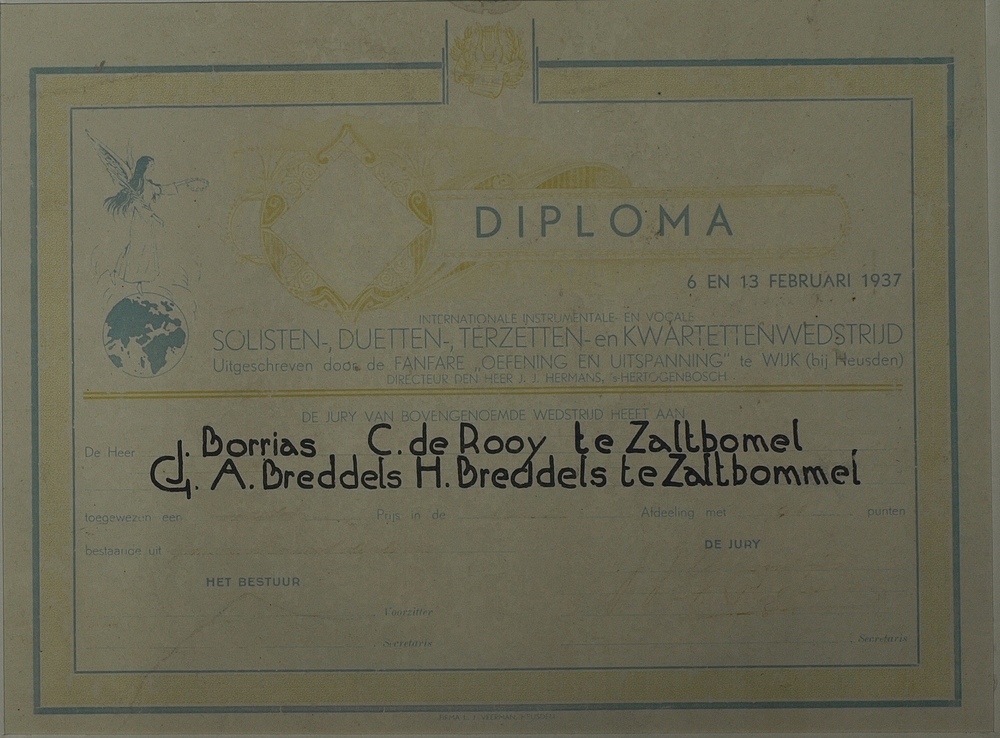 DIPLOMA
6 EN 13 FEBRUARI 1937
INTERNATIONALE INSTRUMENTALE- EN VOCALE
SOLISTEN-, DUETTEN-, TERZETTEN- en KWARTETTENWEDSTRIJD
Uitgeschreven door de FANFARE „OEFENING EN UITSPANNING" te WIJK (bij Heusden)
DIRECTEUR DEN HEER J. J. HERMANS, 's-HERTOGENBOSCH
DE JURY VAN BOVENGENOEMDE WEDSTRIJD HEEFT AAN
De Heer J. Borrias C. de Rooy te Zaltbomel
A. Breddels H. Breddels te Zaltbommel
toegewezen een Prijs in de Afdeeling met punten
bestaande uit
DE JURY
HET BESTUUR
Voorzitter
Secretaris Secretaris